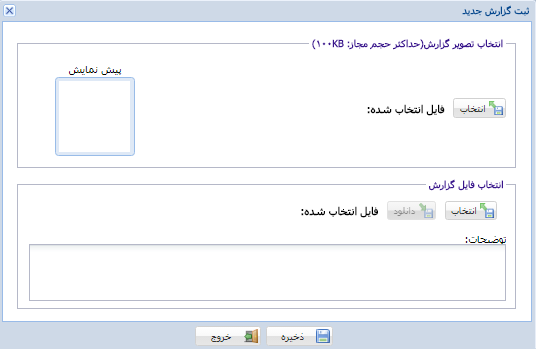 ثبت گزارش جدید
انتخاب تصویر گزارش(حداکثر حجم مجاز: ۱۰۰KB)
پیش نمایش
انتخاب فایل انتخاب شده:
انتخاب فایل گزارش
انتخاب دانلود فایل انتخاب شده:
توضیحات:
ذخیره خروج